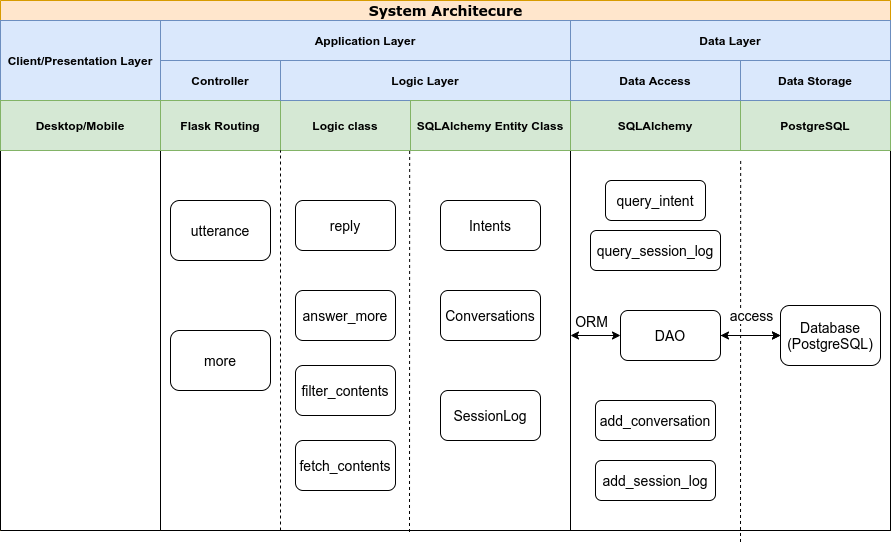 System Architecure
Client/Presentation Layer
Application Layer
Data Layer
Controller
Logic Layer
Data Access
Data Storage
Desktop/Mobile
Flask Routing
Logic class
SQLAlchemy Entity Class
SQLAlchemy
PostgreSQL
utterance
more
reply
answer_more
filter_contents
fetch_contents
Intents
Conversations
SessionLog
query_intent
query_session_log
ORM
DAO
access
add_conversation
add_session_log
Database
(PostgreSQL)